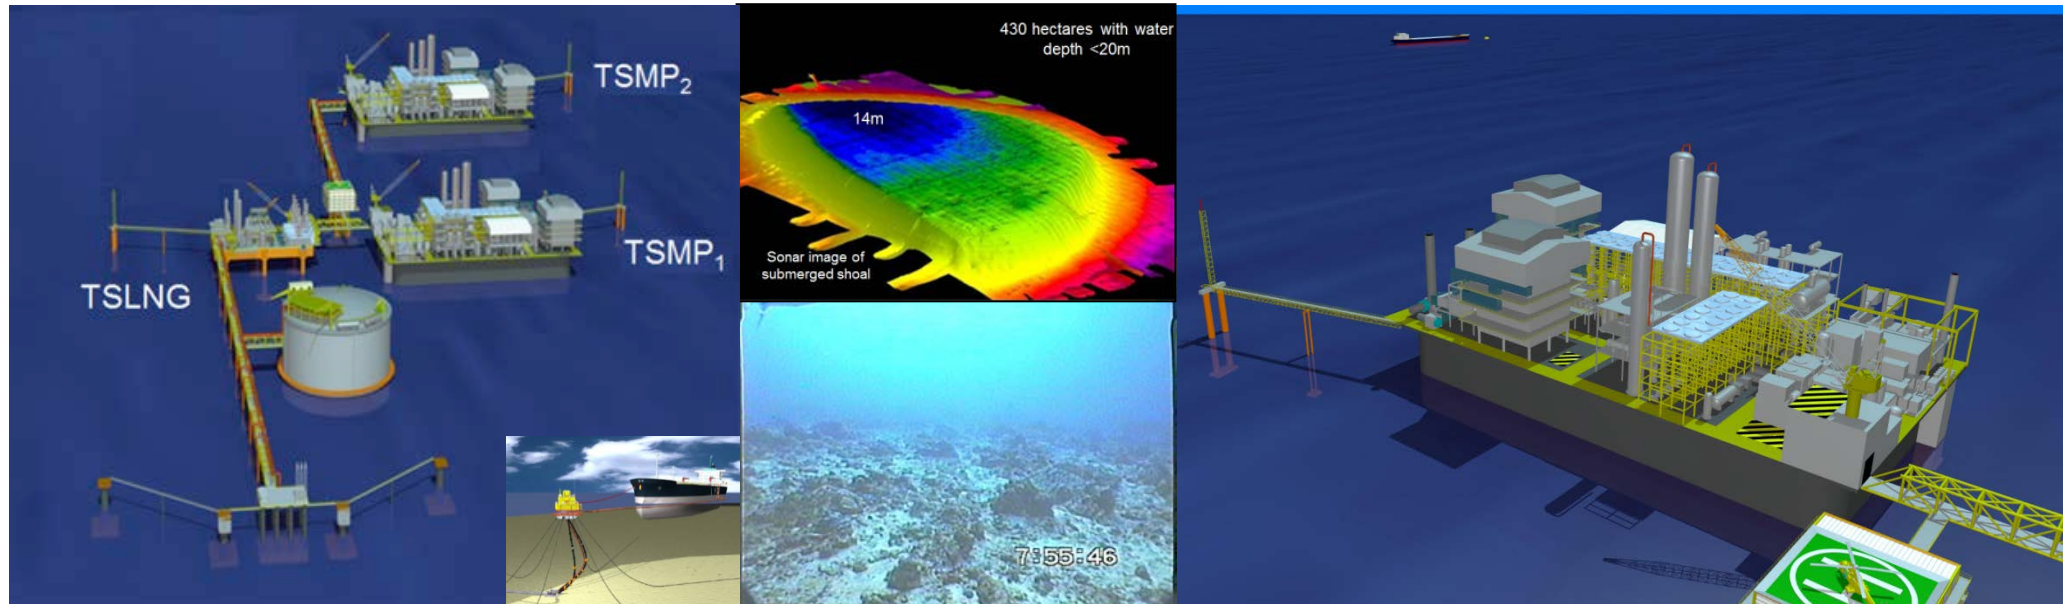 TSMP₂
TSMP₁
TSLNG
430 hectares with water
depth <20m
14m
Sonar image of
submerged shoal
7:55:46